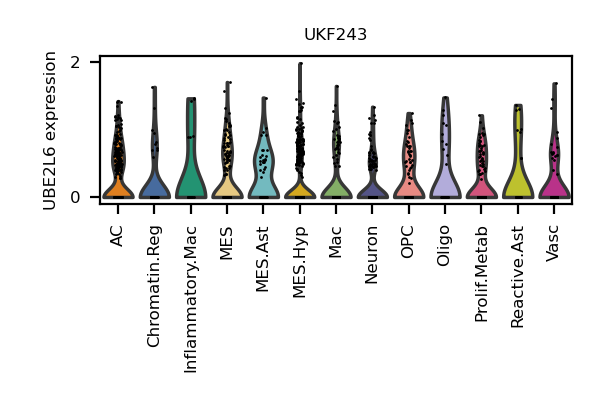 UKF243
UBE2L6 expression
2
0
AC
Chromatin.Reg
Inflammatory.Mac
MES
MES.Ast
MES.Hyp
Mac
Neuron
OPC
Oligo
Prolif.Metab
Reactive.Ast
Vasc